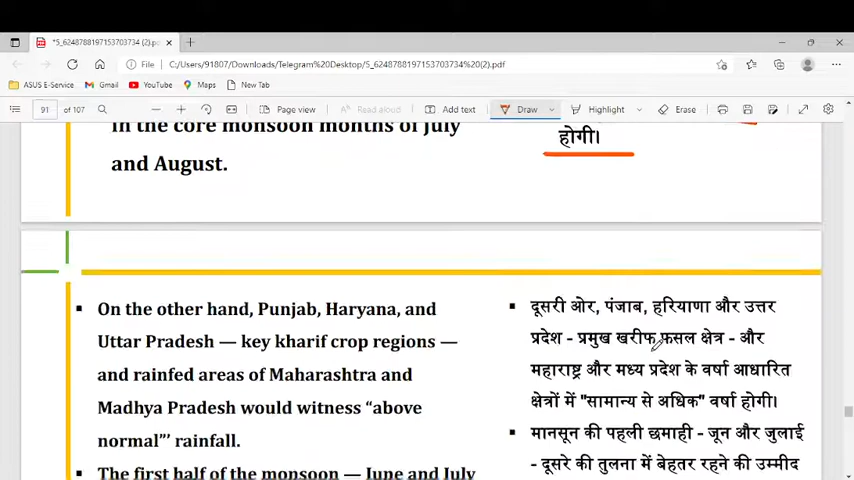 *5_6248788197153703734 (2).pd
File
C:/Users/91807/Downloads/Telegram%20Desktop/5_6248788197153703734%20(2).pdf
ASUS E-Service
Gmail
YouTube
Maps
New Tab
91
of 107
Page view
Read aloud
Add text
Draw
Highlight
Erase
in the core monsoon months of July
and August.
होगी।
On the other hand, Punjab, Haryana, and
Uttar Pradesh — key kharif crop regions —
and rainfed areas of Maharashtra and
Madhya Pradesh would witness “above
normal”’ rainfall.
The first half of the monsoon — June and July
दूसरी ओर, पंजाब, हरियाणा और उत्तर
प्रदेश - प्रमुख खरीफ फसल क्षेत्र - और
महाराष्ट्र और मध्य प्रदेश के वर्षा आधारित
क्षेत्रों में "सामान्य से अधिक" वर्षा होगी।
मानसून की पहली छमाही - जून और जुलाई
- दूसरे की तुलना में बेहतर रहने की उम्मीद